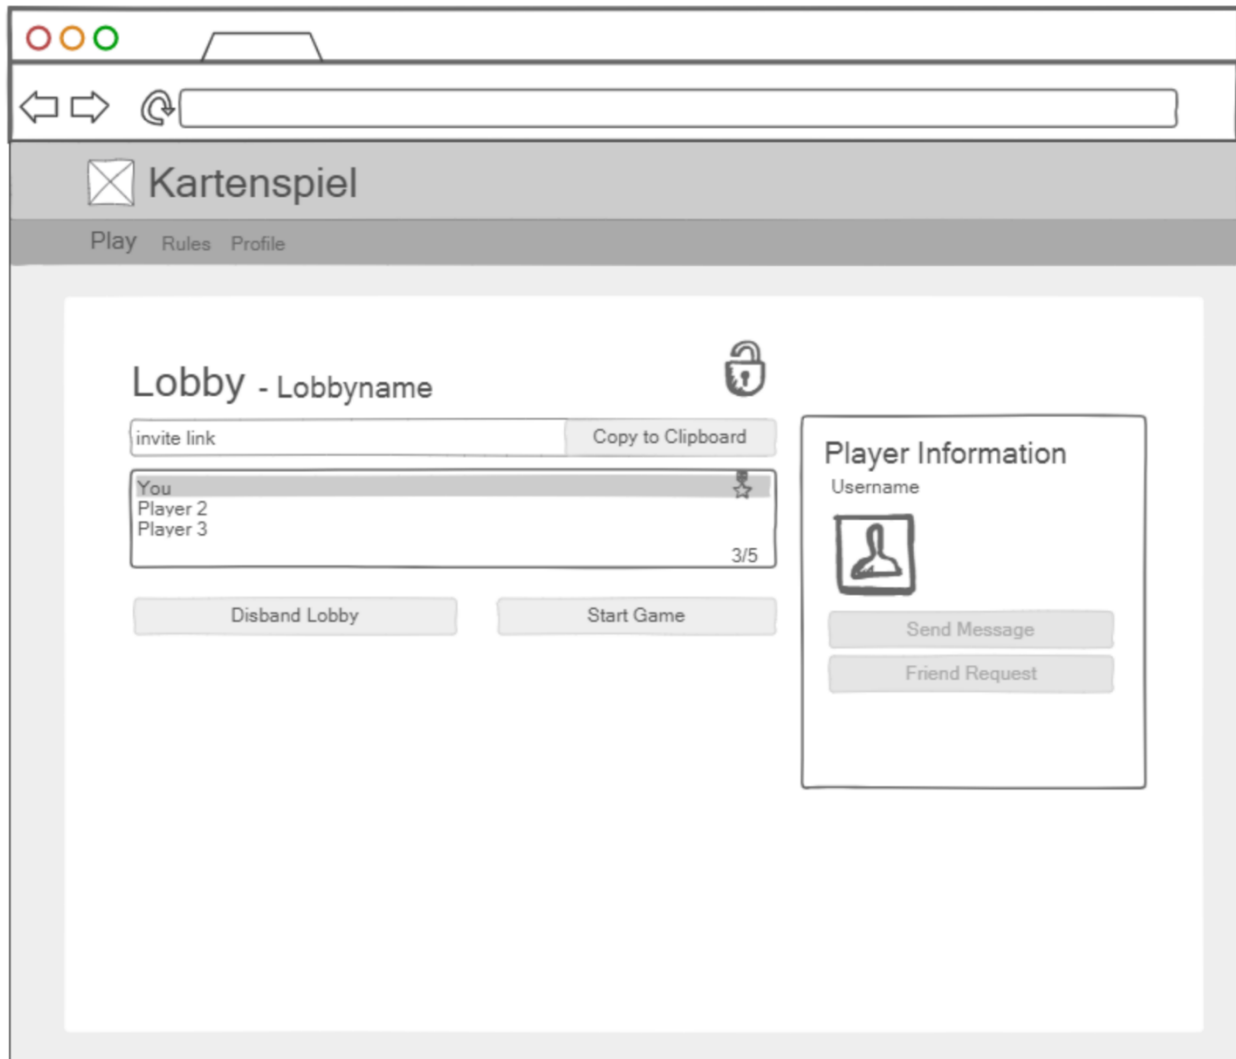 Kartenspiel
Play Rules Profile
Lobby - Lobbyname
invite link Copy to Clipboard
You
Player 2
Player 3
3/5
Disband Lobby Start Game
Player Information
Username
Send Message
Friend Request